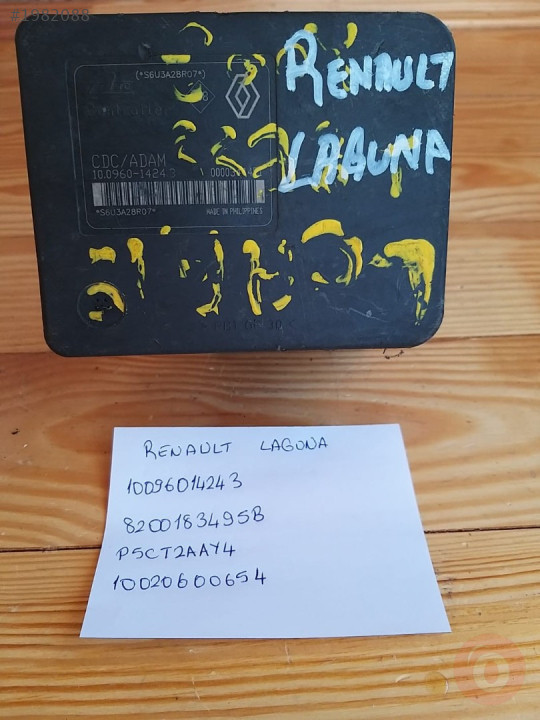 #1982088
(*S6U3A2BR07*)
RENAULT
LAGUNA
CDC/ADAM
10.0960-1424.3
*S6U3A2BR07*
MADE IN PHILIPPINES
RENAULT LAGUNA
10096014243
8200183495B
P5CT2AAY4
10020600654